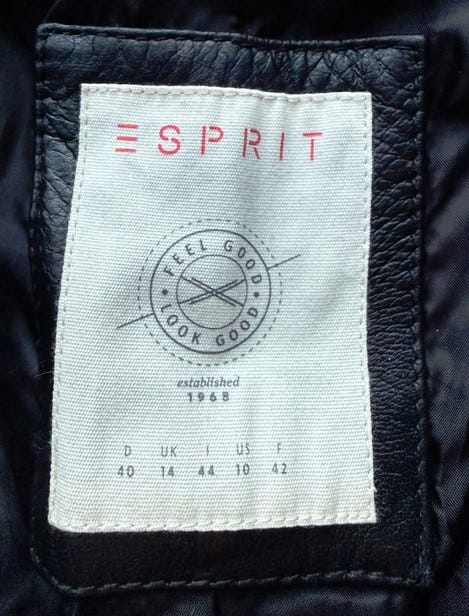 ESPRIT
• FEEL GOOD •
LOOK GOOD
established
1968
D UK I US F
40 14 44 10 42